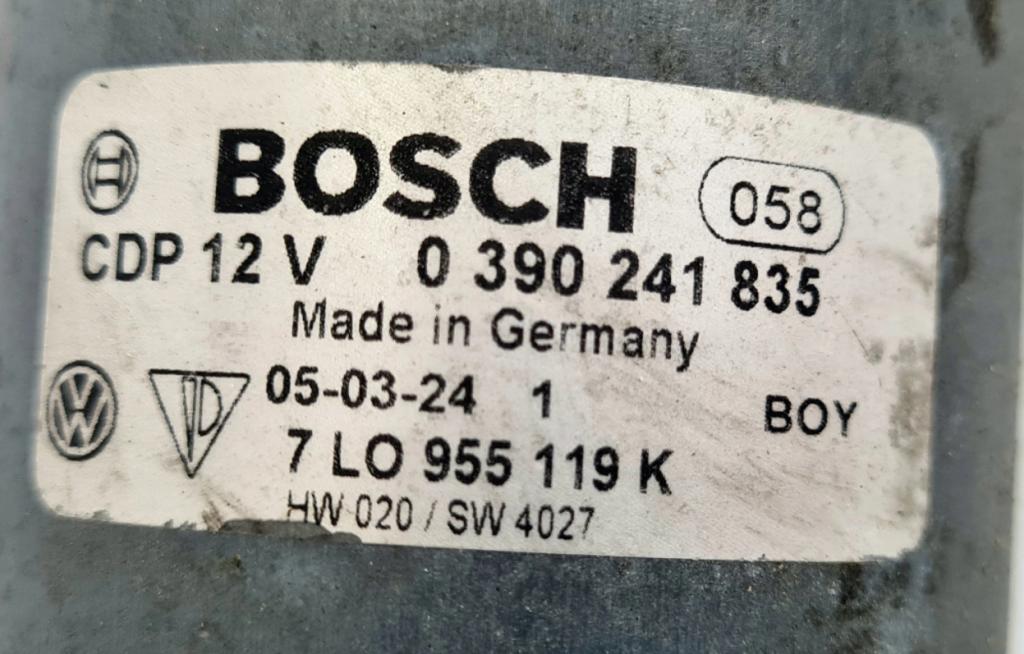 BOSCH 058
CDP 12 V 0 390 241 835
Made in Germany
05-03-24 1 BOY
7 LO 955 119 K
HW 020 / SW 4027